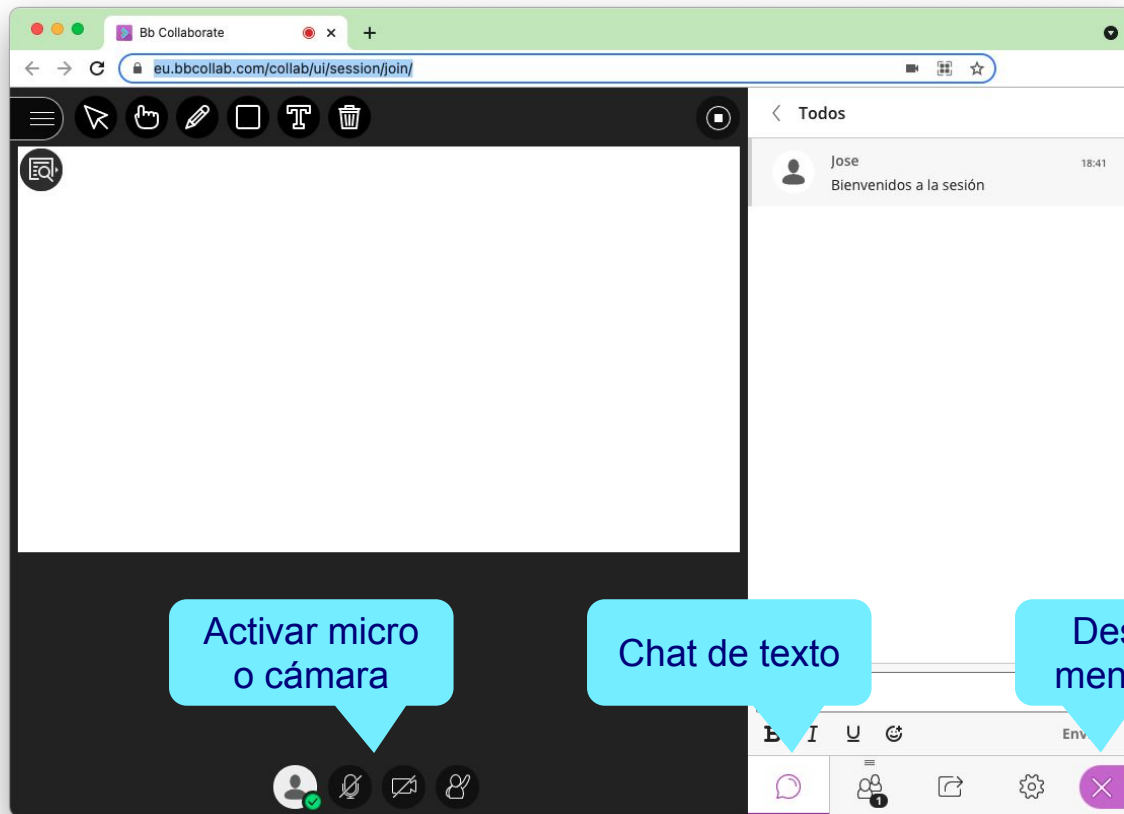 Bb Collaborate
eu.bbcollab.com/collab/ui/session/join/
T
Todos
Jose 18:41
Bienvenidos a la sesión
Activar micro
o cámara
Chat de texto
B I U
1